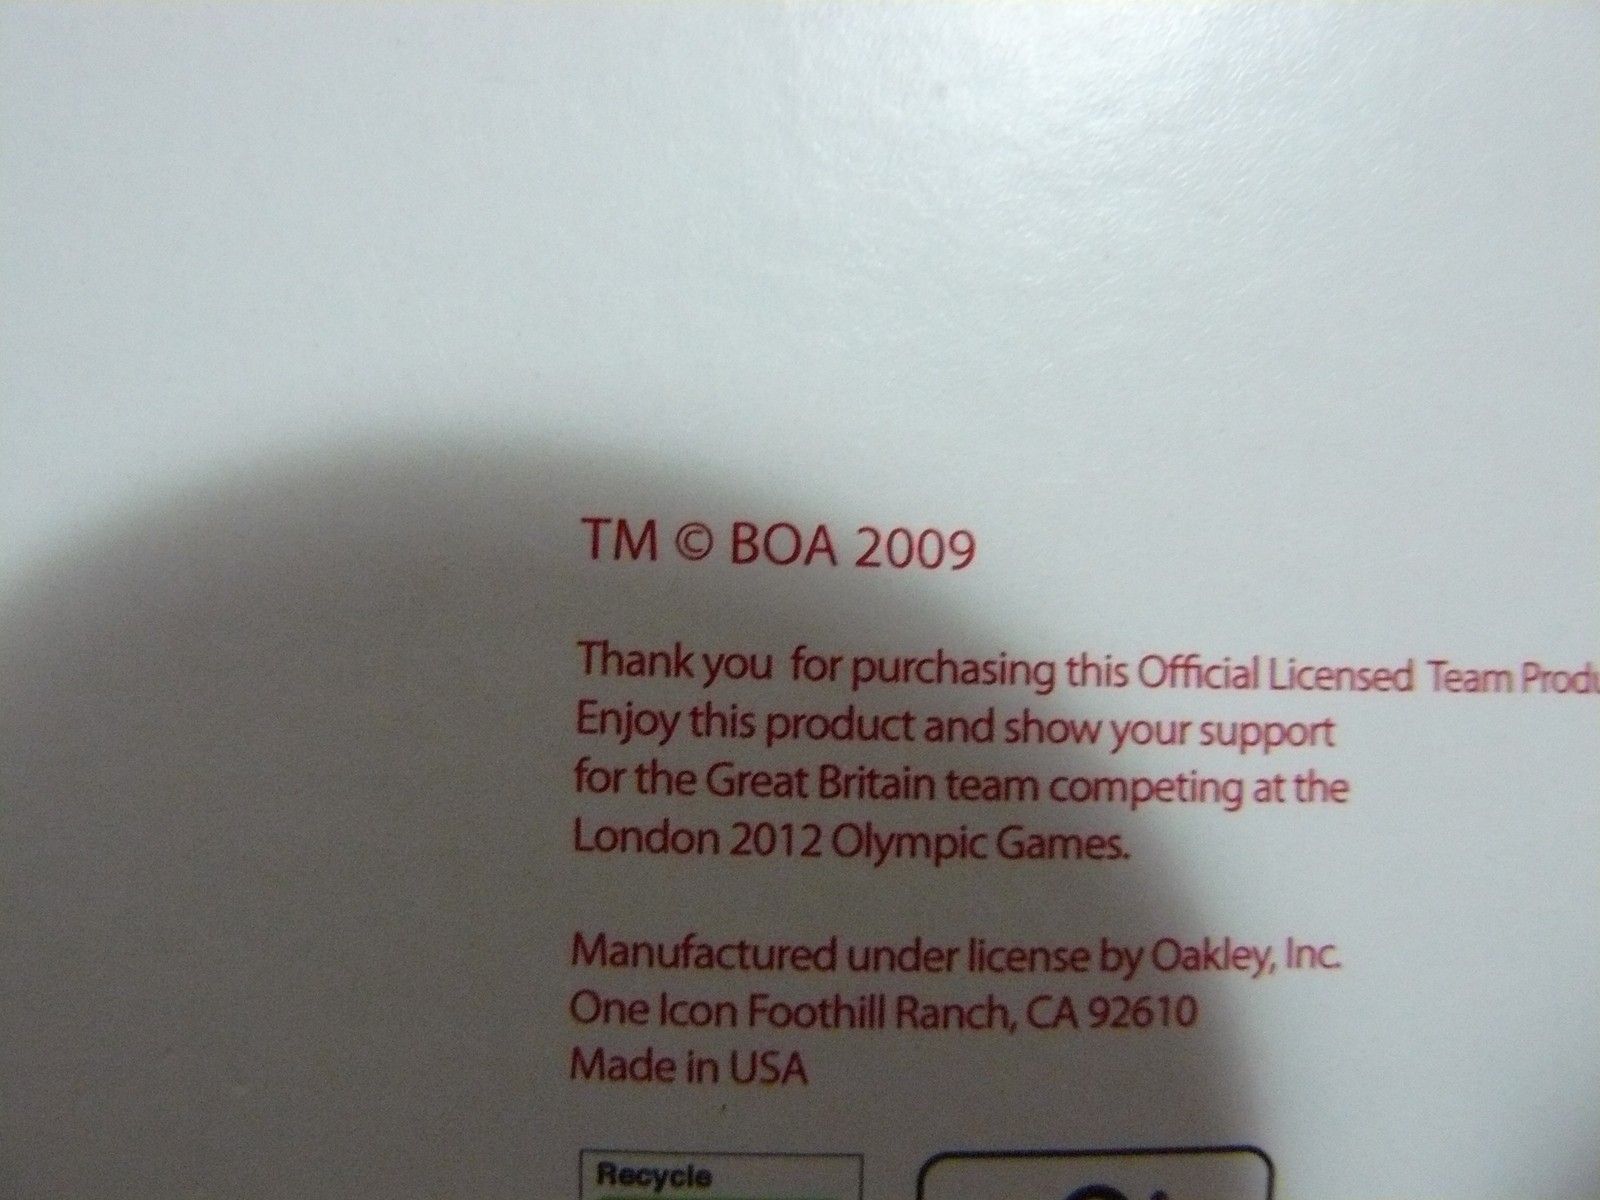 TM © BOA 2009
Thank you for purchasing this Official Licensed Team
Enjoy this product and show your support
for the Great Britain team competing at the
London 2012 Olympic Games.
Manufactured under license by Oakley, Inc.
One Icon Foothill Ranch, CA 92610
Made in USA
Recycle